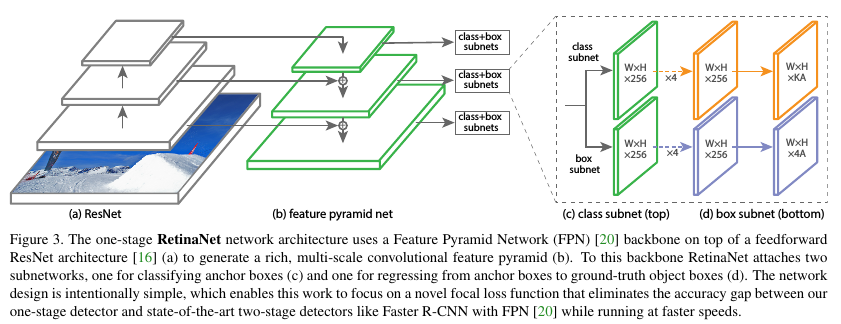 class+box
subnets
class+box
subnets
class+box
subnets
class
subnet
W×H
×256
×4
W×H
×256
W×H
×KA
box
subnet
W×H
×256
×4
W×H
×256
W×H
×4A
(a) ResNet
(b) feature pyramid net
(c) class subnet (top)
(d) box subnet (bottom)
Figure 3. The one-stage RetinaNet network architecture uses a Feature Pyramid Network (FPN) [20] backbone on top of a feedforward
ResNet architecture [16] (a) to generate a rich, multi-scale convolutional feature pyramid (b). To this backbone RetinaNet attaches two
subnetworks, one for classifying anchor boxes (c) and one for regressing from anchor boxes to ground-truth object boxes (d). The network
design is intentionally simple, which enables this work to focus on a novel focal loss function that eliminates the accuracy gap between our
one-stage detector and state-of-the-art two-stage detectors like Faster R-CNN with FPN [20] while running at faster speeds.